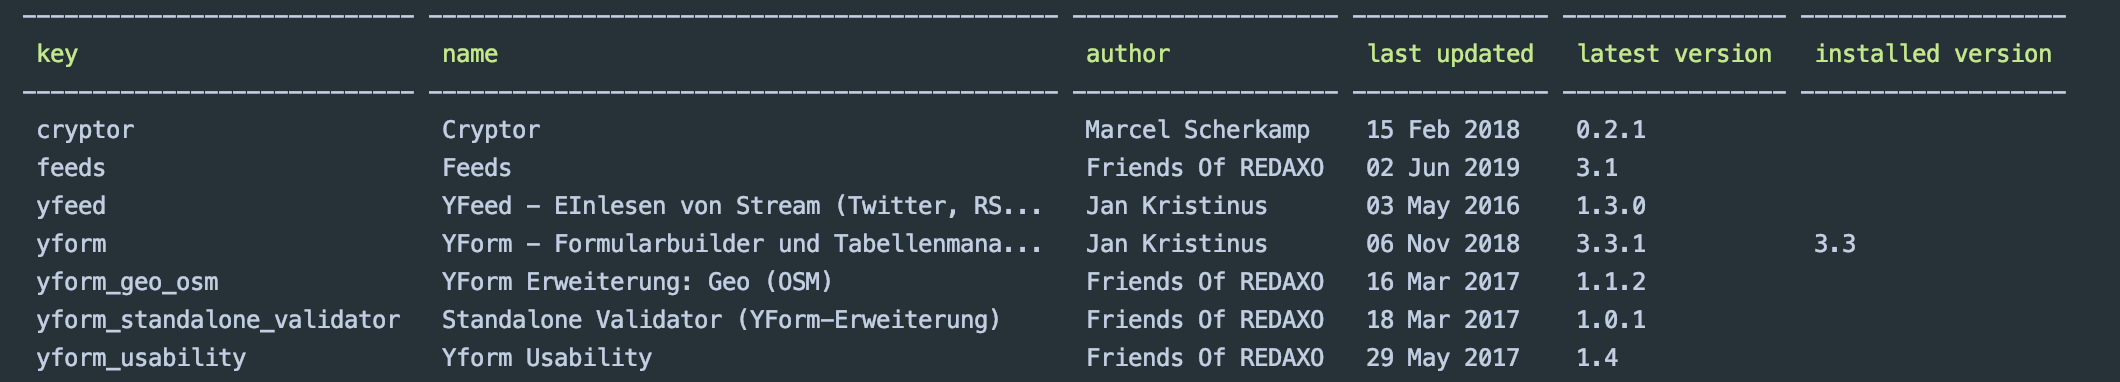 key name author last updated latest version installed version
cryptor Cryptor Marcel Scherkamp 15 Feb 2018 0.2.1
feeds Feeds Friends Of REDAXO 02 Jun 2019 3.1
yfeed YFeed - EInlesen von Stream (Twitter, RS... Jan Kristinus 03 May 2016 1.3.0
yform YForm - Formularbuilder und Tabellenmana... Jan Kristinus 06 Nov 2018 3.3.1 3.3
yform_geo_osm YForm Erweiterung: Geo (OSM) Friends Of REDAXO 16 Mar 2017 1.1.2
yform_standalone_validator Standalone Validator (YForm-Erweiterung) Friends Of REDAXO 18 Mar 2017 1.0.1
yform_usability Yform Usability Friends Of REDAXO 29 May 2017 1.4